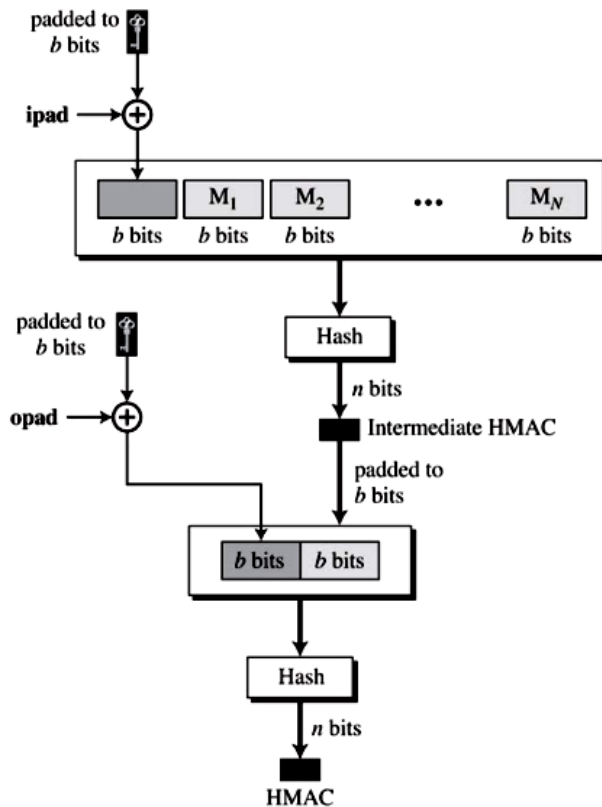 padded to
b bits
ipad
M₁ M₂ ... M_N
b bits b bits b bits b bits
Hash
padded to
b bits
n bits
opad
Intermediate HMAC
padded to
b bits
b bits b bits
Hash
n bits
HMAC